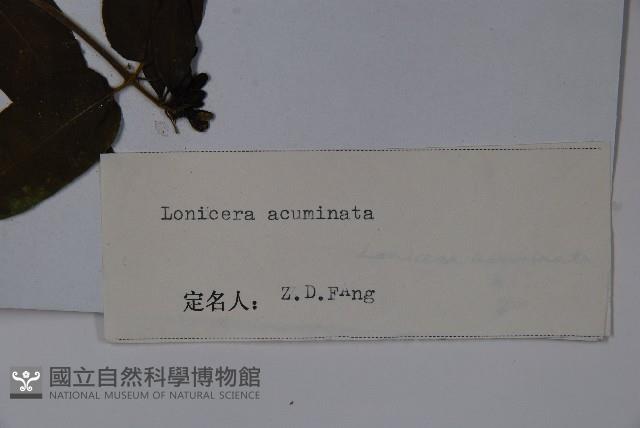 Lonicera acuminata
定名人: Z.D.Fang
國立自然科學博物館
NATIONAL MUSEUM OF NATURAL SCIENCE